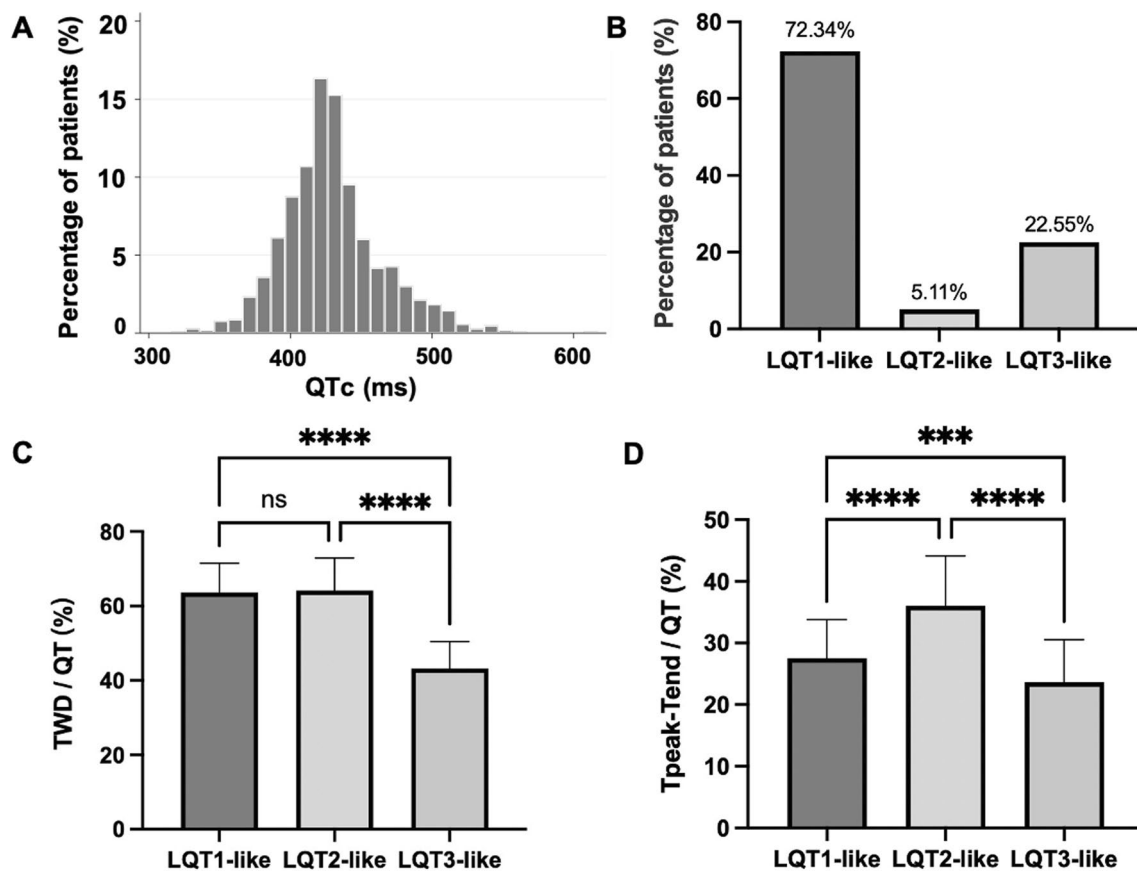 A
Percentage of patients (%)
20
15
10
5
0
300 400 500 600
QTc (ms)
B
Percentage of patients (%)
80
60
40
20
0
72.34%
5.11%
22.55%
LQT1-like LQT2-like LQT3-like
C
TWD / QT (%)
80
60
40
20
0
****
ns ****
LQT1-like LQT2-like LQT3-like
D
Tpeak-Tend / QT (%)
50
40
30
20
10
0
***
**** ****
LQT1-like LQT2-like LQT3-like